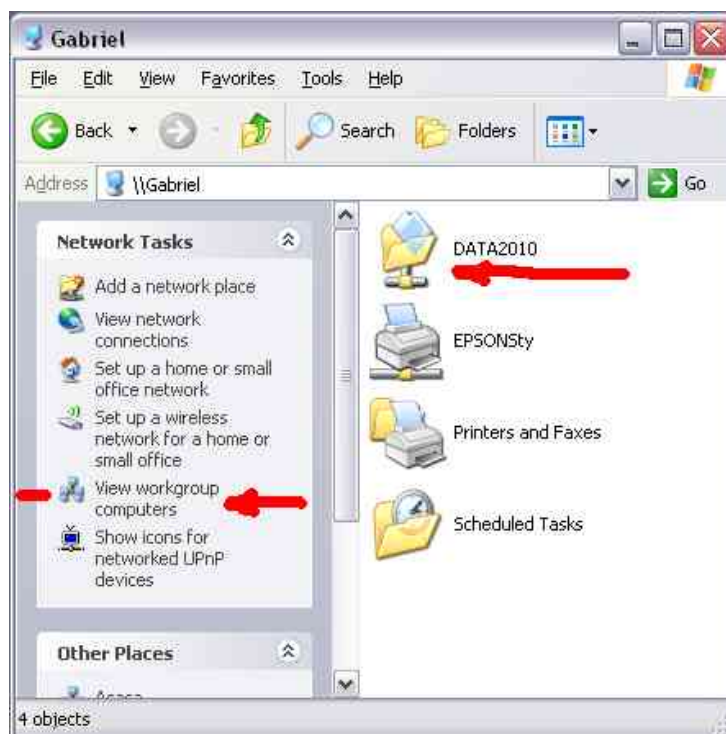 Gabriel
File Edit View Favorites Tools Help
Back Search Folders
Address \\Gabriel Go
Network Tasks
Add a network place
View network
connections
Set up a home or small
office network
Set up a wireless
network for a home or
small office
View workgroup
computers
Show icons for
networked UPnP
devices
Other Places
DATA2010
EPSONSty
Printers and Faxes
Scheduled Tasks
4 objects